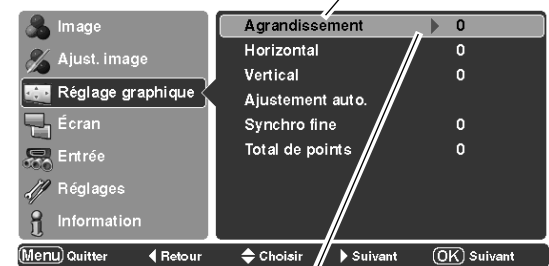 Image
Ajust. image
Réglage graphique
Écran
Entrée
Réglages
Information
Agrandissement 0
Horizontal 0
Vertical 0
Ajustement auto.
Synchro fine 0
Total de points 0
Menu Quitter Retour Choisir Suivant OK Suivant